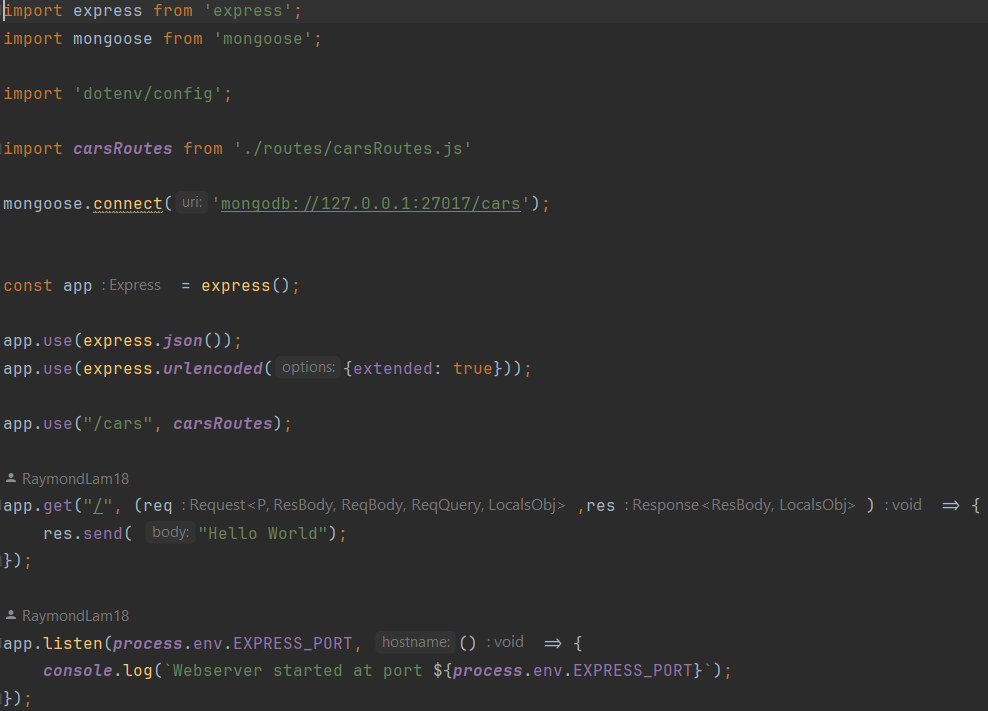 import express from 'express';
import mongoose from 'mongoose';
import 'dotenv/config';
import carsRoutes from './routes/carsRoutes.js'
mongoose.connect( uri: 'mongodb://127.0.0.1:27017/cars');
const app : Express = express();
app.use(express.json());
app.use(express.urlencoded( options: {extended: true}));
app.use("/cars", carsRoutes);
RaymondLam18
app.get("/", (req : Request<P, ResBody, ReqBody, ReqQuery, LocalsObj> ,res : Response<ResBody, LocalsObj> ) : void => {
res.send( body: "Hello World");
});
RaymondLam18
app.listen(process.env.EXPRESS_PORT, hostname: () : void => {
console.log(`Webserver started at port ${process.env.EXPRESS_PORT}`);
});